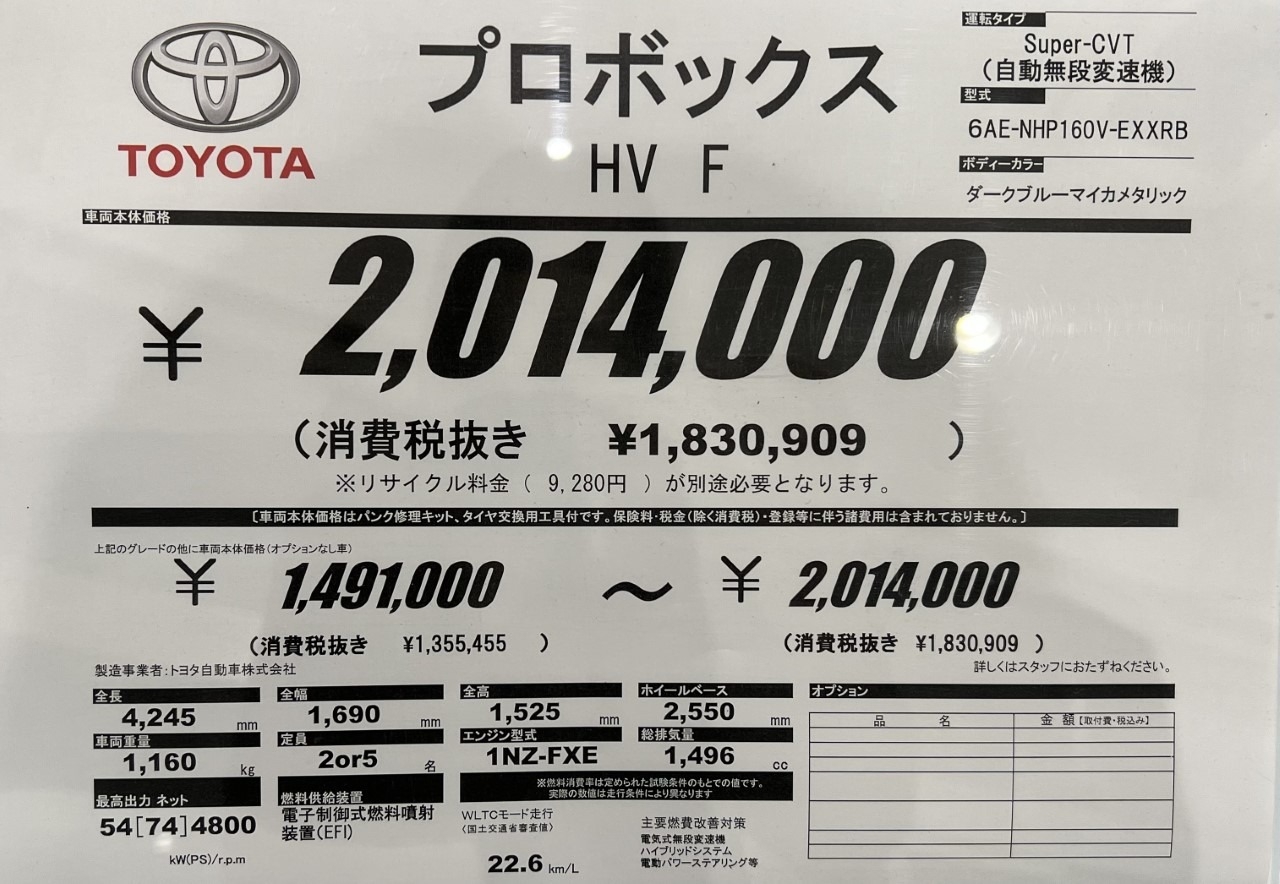 TOYOTA
プロボックス
HV F
運転タイプ
Super-CVT
(自動無段変速機)
型式
6AE-NHP160V-EXXRB
ボディーカラー
ダークブルーマイカメタリック
車両本体価格
¥ 2,014,000
(消費税抜き ¥1,830,909 )
※リサイクル料金( 9,280円 )が別途必要となります。
〔車両本体価格はパンク修理キット、タイヤ交換用工具付です。保険料・税金(除く消費税)・登録等に伴う諸費用は含まれておりません。〕
上記のグレードの他に車両本体価格(オプションなし車)
¥ 1,491,000 ～ ¥ 2,014,000
(消費税抜き ¥1,355,455 ) (消費税抜き ¥1,830,909 )
製造事業者:トヨタ自動車株式会社
詳しくはスタッフにおたずねください。
全長 全幅 全高 ホイールベース
4,245 mm 1,690 mm 1,525 mm 2,550 mm
車両重量 定員 エンジン型式 総排気量
1,160 kg 2or5 名 1NZ-FXE 1,496 cc
最高出力 ネット
54[74]4800
kW(PS)/r.p.m
燃料供給装置
電子制御式燃料噴射
装置(EFI)
※燃料消費率は定められた試験条件のもとでの値です。
実際の数値は走行条件により異なります
WLTCモード走行
(国土交通省審査値)
22.6 km/L
主要燃費改善対策
電気式無段変速機
ハイブリッドシステム
電動パワーステアリング等
オプション
品 名 金 額【取付費・税込み】